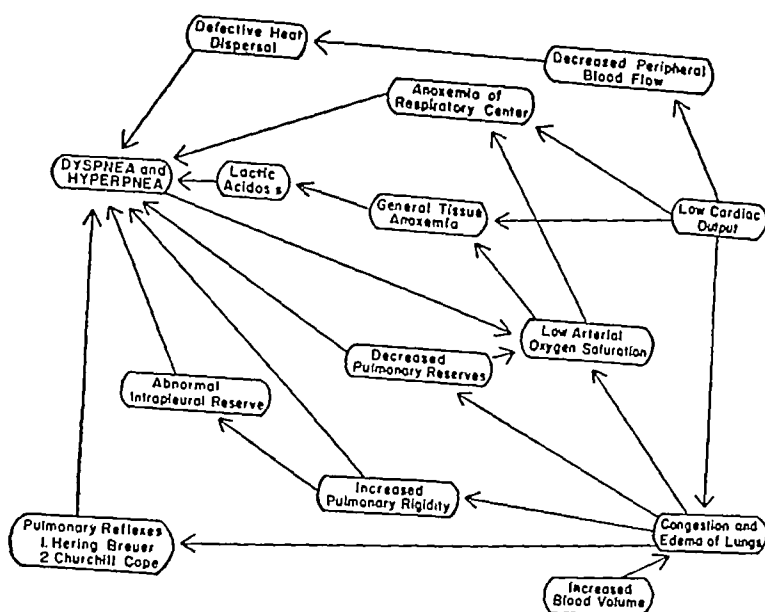 Defective Heat
Dispersal
Decreased Peripheral
Blood Flow
Anoxemia of
Respiratory Center
DYSPNEA and
HYPERPNEA
Lactic
Acidos s
General Tissue
Anoxemia
Low Cardiac
Output
Low Arterial
Oxygen Saturation
Decreased
Pulmonary Reserves
Abnormal
Intrapleural Reserve
Increased
Pulmonary Rigidity
Pulmonary Reflexes
1. Hering Breuer
2 Churchill Cope
Congestion and
Edema of Lungs
Increased
Blood Volume